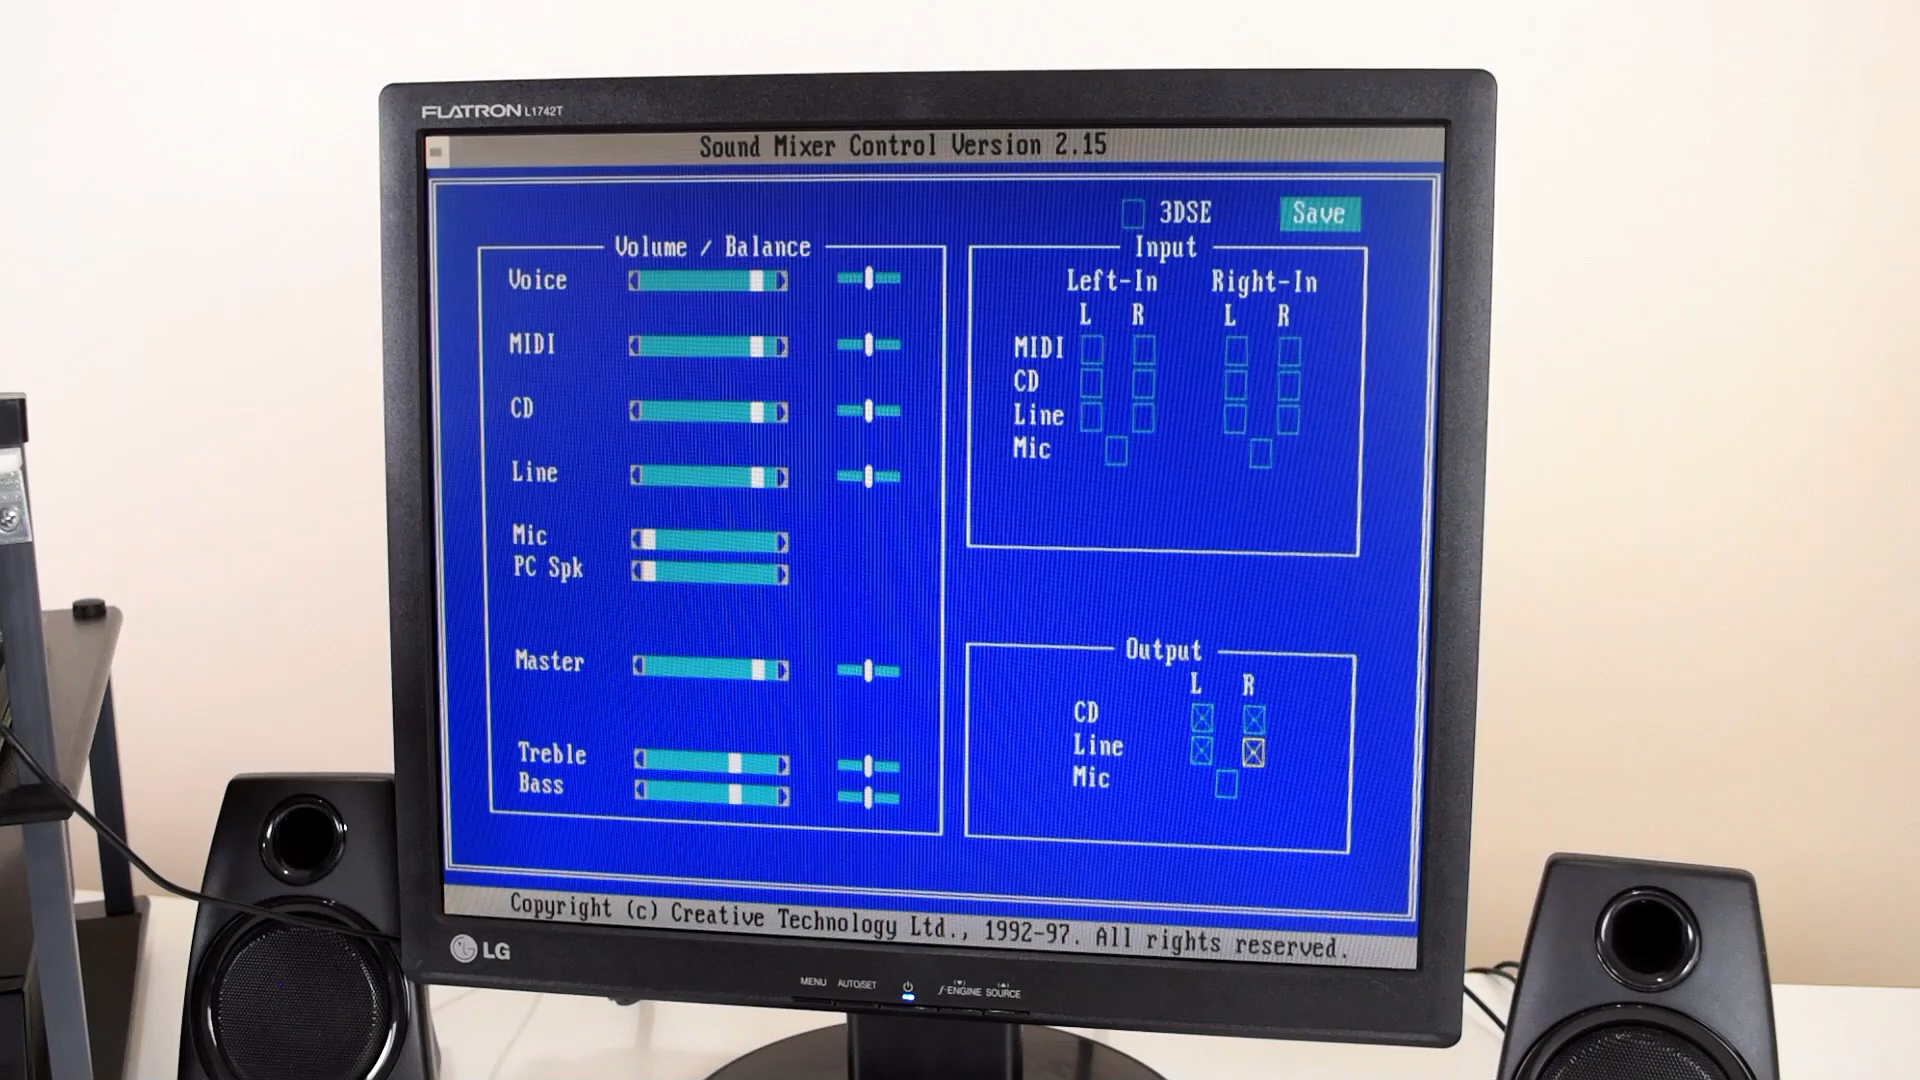 FLATRON L1742T
Sound Mixer Control Version 2.15
3DSE Save
Volume / Balance
Voice
MIDI
CD
Line
Mic
PC Spk
Master
Treble
Bass
Input
Left-In Right-In
L R L R
MIDI
CD
Line
Mic
Output
L R
CD
Line
Mic
Copyright (c) Creative Technology Ltd., 1992-97. All rights reserved.
LG
MENU AUTO/SET f-ENGINE SOURCE